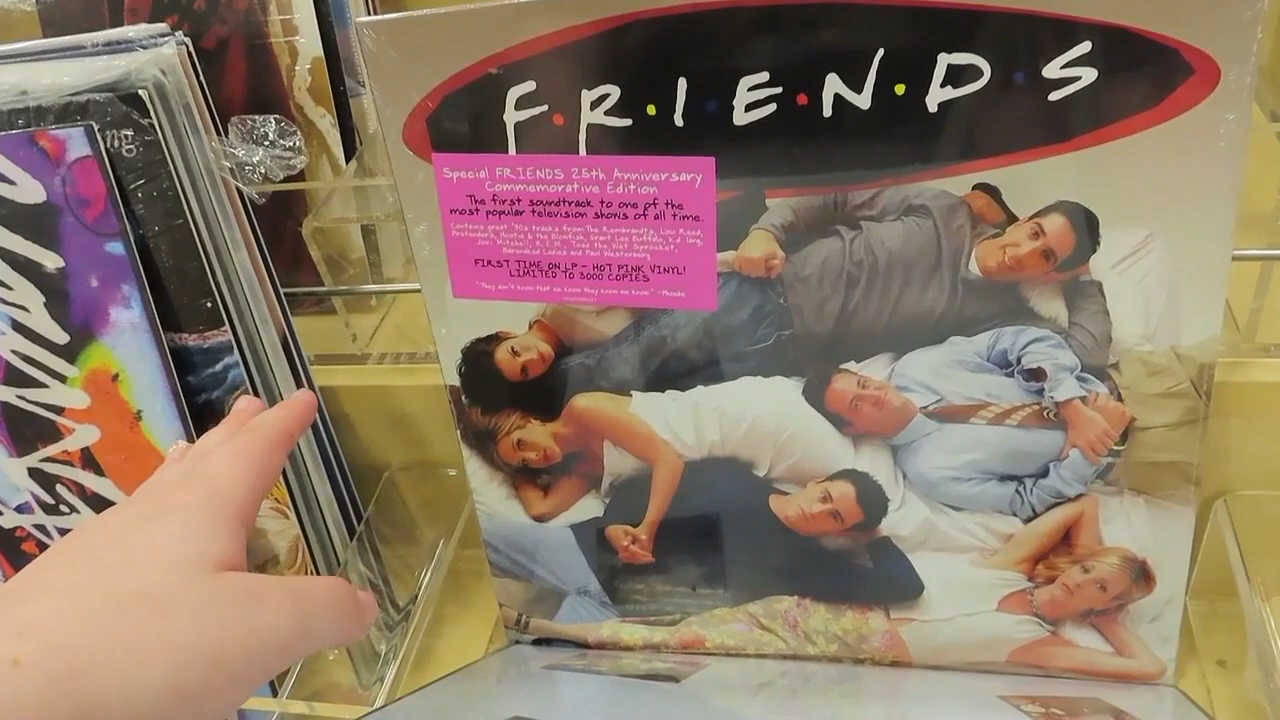 F.R.I.E.N.D.S
Special FRIENDS 25th Anniversary
Commemorative Edition
The first soundtrack to one of the
most popular television shows of all time.
Contains great '90s tracks from The Rembrandts, Lou Reed,
Pretenders, Hootie & the Blowfish, Grant Lee Buffalo, k.d. lang,
Joni Mitchell, R.E.M., Toad the Wet Sprocket,
Barenaked Ladies and Paul Westerberg
FIRST TIME ON LP - HOT PINK VINYL!
LIMITED TO 3000 COPIES
"They don't know that we know they know we know" -Phoebe